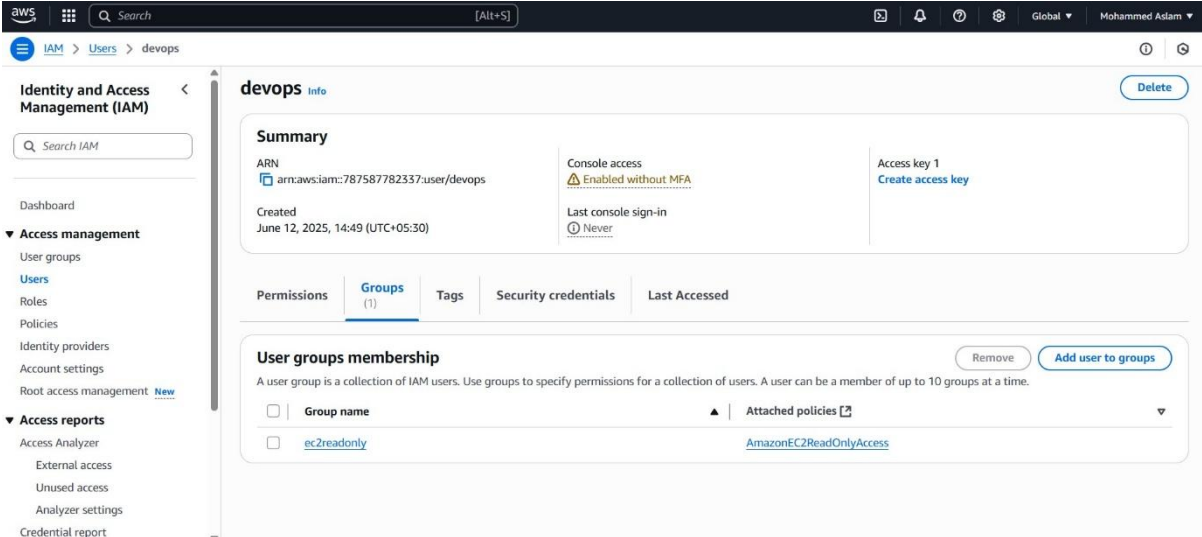 aws Search [Alt+S] Global ▼ Mohammed Aslam ▼
IAM > Users > devops
Identity and Access
Management (IAM)
Search IAM
Dashboard
Access management
User groups
Users
Roles
Policies
Identity providers
Account settings
Root access management New
Access reports
Access Analyzer
External access
Unused access
Analyzer settings
Credential report
devops Info
Delete
Summary
ARN
arn:aws:iam::787587782337:user/devops
Created
June 12, 2025, 14:49 (UTC+05:30)
Console access
Enabled without MFA
Last console sign-in
Never
Access key 1
Create access key
Permissions
Groups
(1)
Tags
Security credentials
Last Accessed
User groups membership
Remove
Add user to groups
A user group is a collection of IAM users. Use groups to specify permissions for a collection of users. A user can be a member of up to 10 groups at a time.
Group name
Attached policies
ec2readonly
AmazonEC2ReadOnlyAccess